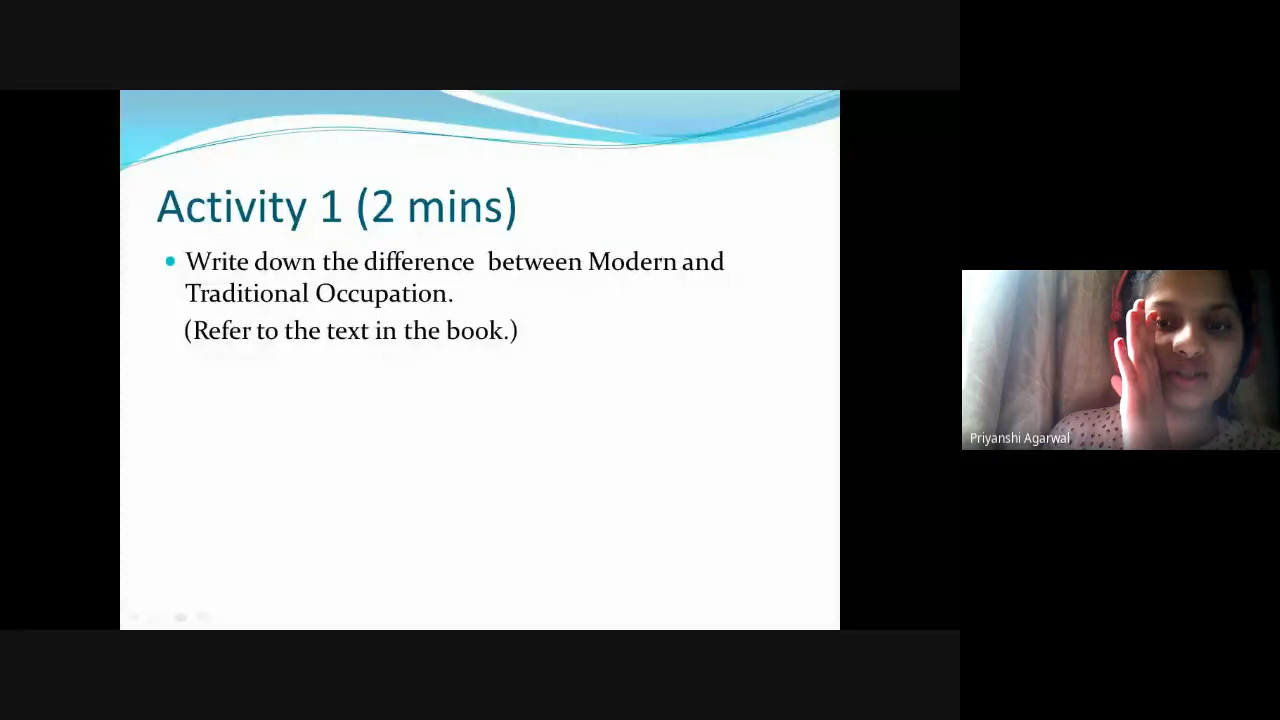 Activity 1 (2 mins)
Write down the difference between Modern and
Traditional Occupation.
(Refer to the text in the book.)
Priyanshi Agarwal